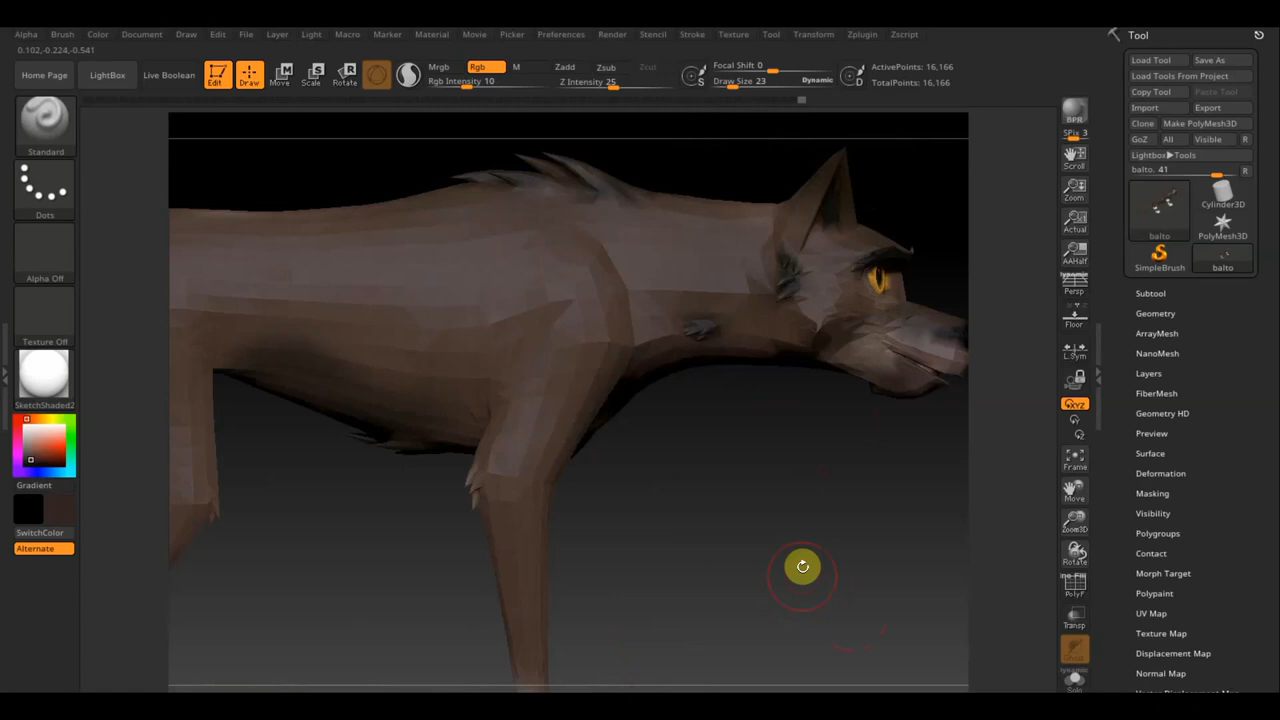 Alpha Brush Color Document Draw Edit File Layer Light Macro Marker Material Movie Picker Preferences Render Stencil Stroke Texture Tool Transform Zplugin Zscript
Tool
0.102,-0.224,-0.541
Home Page
LightBox
Live Boolean
Edit
Draw
Move
Scale
Rotate
Mrgb
Rgb
M
Rgb Intensity 10
Zadd
Zsub
Zcut
Z Intensity 25
S
Focal Shift 0
Draw Size 23
Dynamic
D
ActivePoints: 16,166
TotalPoints: 16,166
Load Tool
Save As
Load Tools From Project
Copy Tool
Paste Tool
Import
Export
Clone
Make PolyMesh3D
GoZ
All
Visible
R
Lightbox▶Tools
balto. 41
R
balto
Cylinder3D
PolyMesh3D
SimpleBrush
balto
Subtool
Geometry
ArrayMesh
NanoMesh
Layers
FiberMesh
Geometry HD
Preview
Surface
Deformation
Masking
Visibility
Polygroups
Contact
Morph Target
Polypaint
UV Map
Texture Map
Displacement Map
Normal Map
Standard
Dots
Alpha Off
Texture Off
SketchShaded2
Gradient
SwitchColor
Alternate
BPR
SPix 3
Scroll
Zoom
Actual
AAHalf
dynamic
Persp
Floor
L.Sym
XYZ
Y
Z
Frame
Move
Zoom3D
Rotate
PolyF
Transp
dynamic
Solo